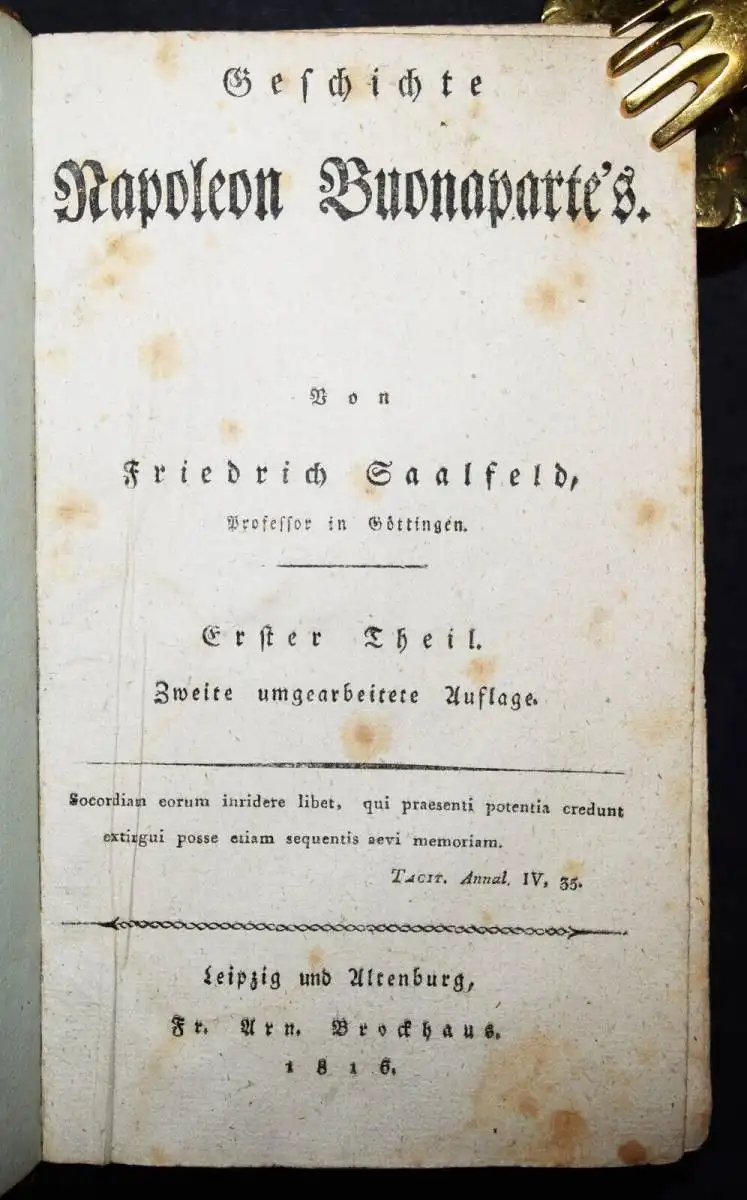 Geschichte
Napoleon Buonaparte's.
Von
Friedrich Saalfeld,
Professor in Göttingen.
Erster Theil.
Zweite umgearbeitete Auflage.
Socordiam eorum inridere libet, qui praesenti potentia credunt
extingui posse etiam sequentis aevi memoriam.
TACIT. Annal. IV, 35.
Leipzig und Altenburg,
Fr. Arn. Brockhaus.
1816.